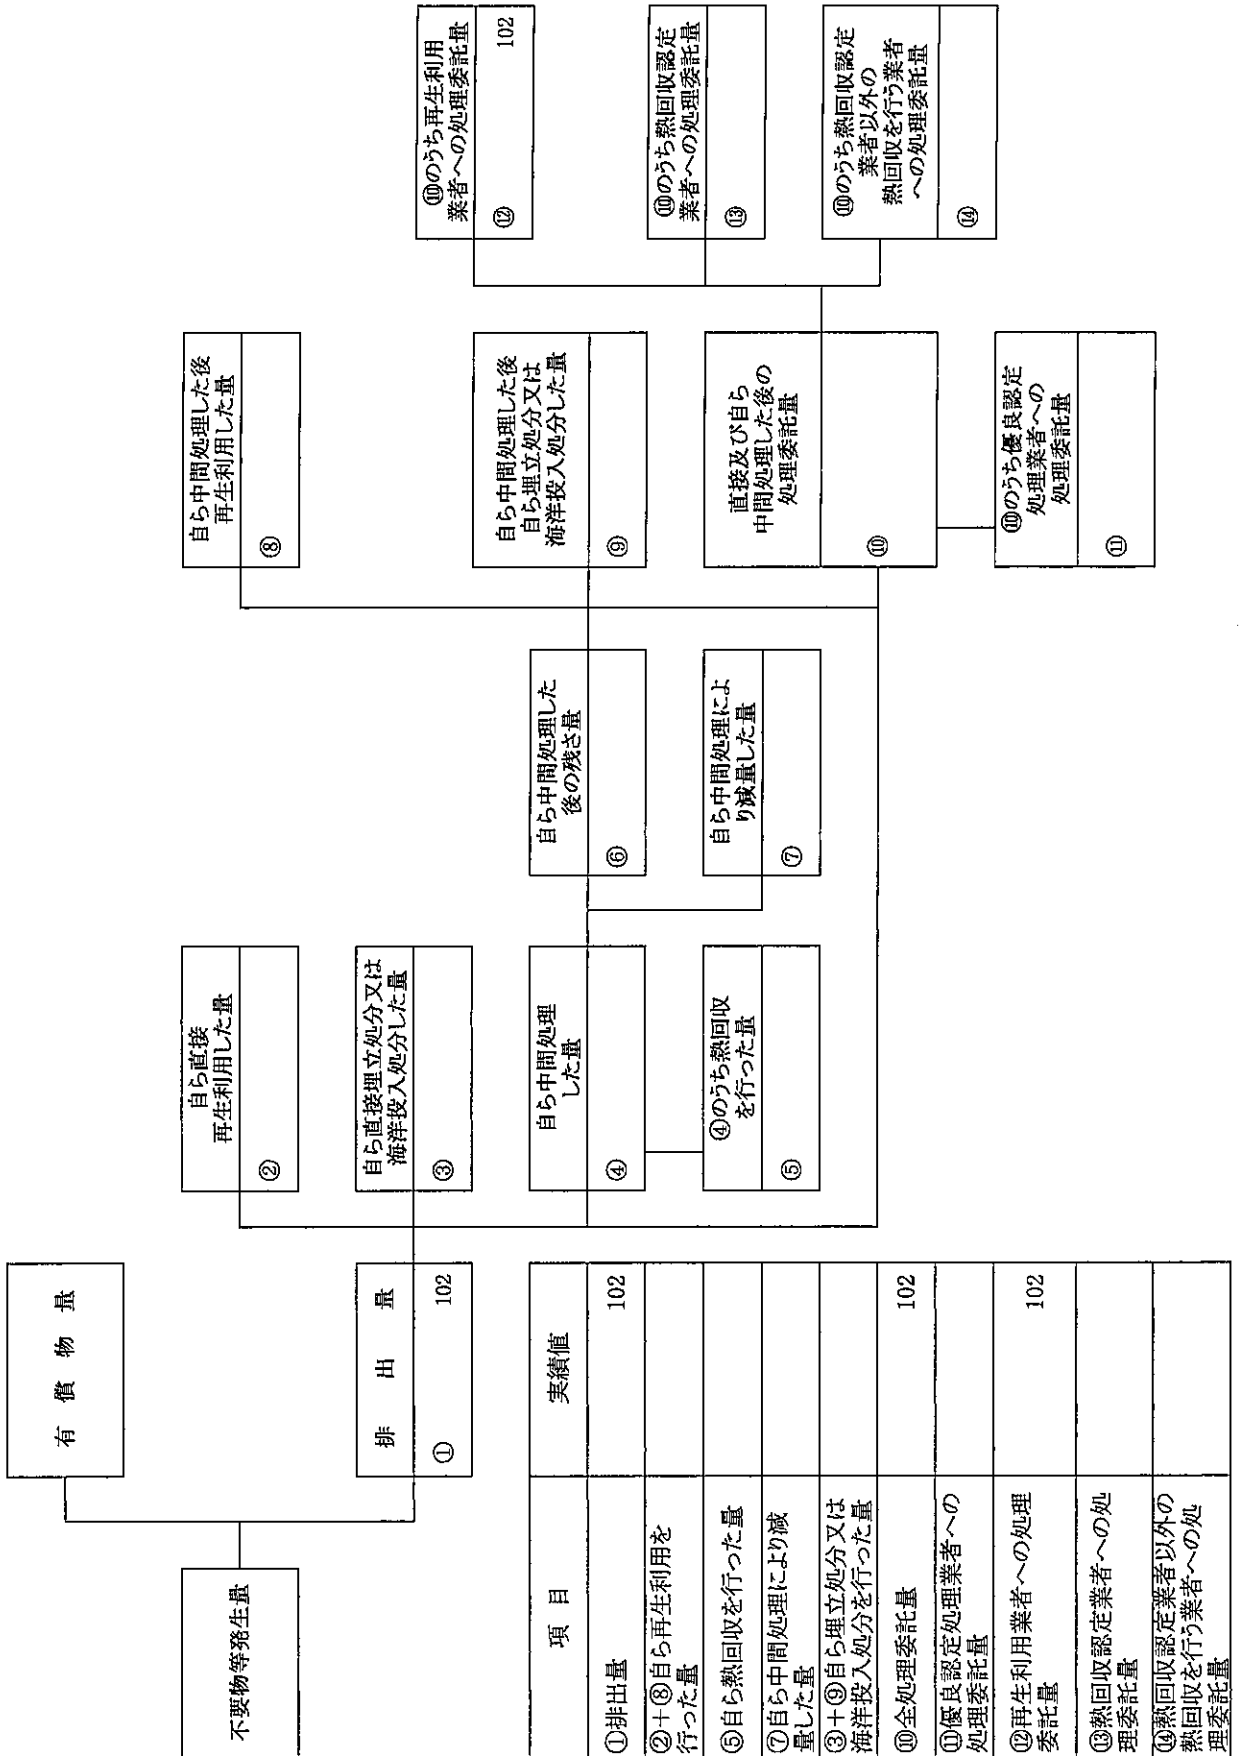 不要物等発生量
有償物量
排出量
① 102
自ら直接
再生利用した量
②
自ら直接埋立処分又は
海洋投入処分した量
③
自ら中間処理
した量
④
④のうち熱回収
を行った量
⑤
自ら中間処理した
後の残さ量
⑥
自ら中間処理によ
り減量した量
⑦
自ら中間処理した後
再生利用した量
⑧
自ら中間処理した後
自ら埋立処分又は
海洋投入処分した量
⑨
直接及び自ら
中間処理した後の
処理委託量
⑩
⑩のうち優良認定
処理業者への
処理委託量
⑪
⑩のうち再生利用
業者への処理委託量
⑫ 102
⑩のうち熱回収認定
業者への処理委託量
⑬
⑩のうち熱回収認定
業者以外の
熱回収を行う業者
への処理委託量
⑭
項目 実績値
①排出量 102
②+⑧自ら再生利用を
行った量
⑤自ら熱回収を行った量
⑦自ら中間処理により減
量した量
③+⑨自ら埋立処分又は
海洋投入処分を行った量
⑩全処理委託量 102
⑪優良認定処理業者への
処理委託量
⑫再生利用業者への処理
委託量 102
⑬熱回収認定業者への処
理委託量
⑭熱回収認定業者以外の
熱回収を行う業者への処
理委託量